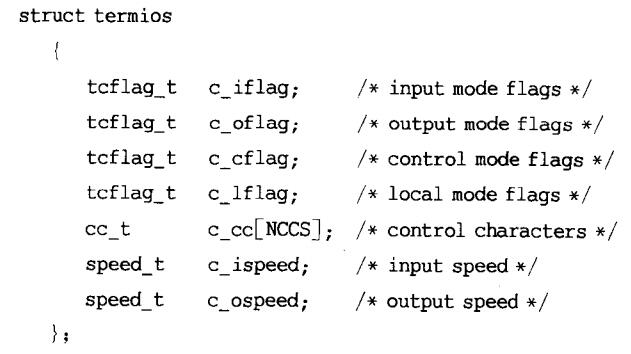 struct termios
{
tcflag_t c_iflag; /* input mode flags */
tcflag_t c_oflag; /* output mode flags */
tcflag_t c_cflag; /* control mode flags */
tcflag_t c_lflag; /* local mode flags */
cc_t c_cc[NCCS]; /* control characters */
speed_t c_ispeed; /* input speed */
speed_t c_ospeed; /* output speed */
};